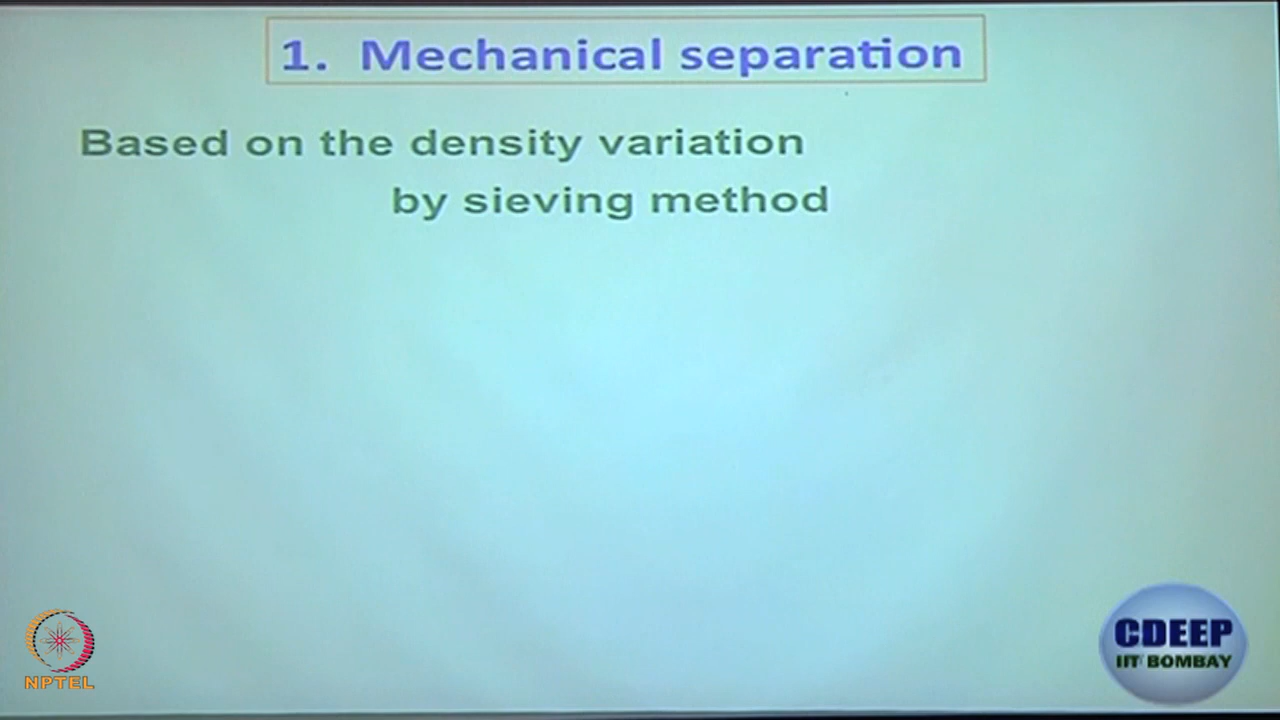 1. Mechanical separation
Based on the density variation
by sieving method
NPTEL
CDEEP
IIT BOMBAY